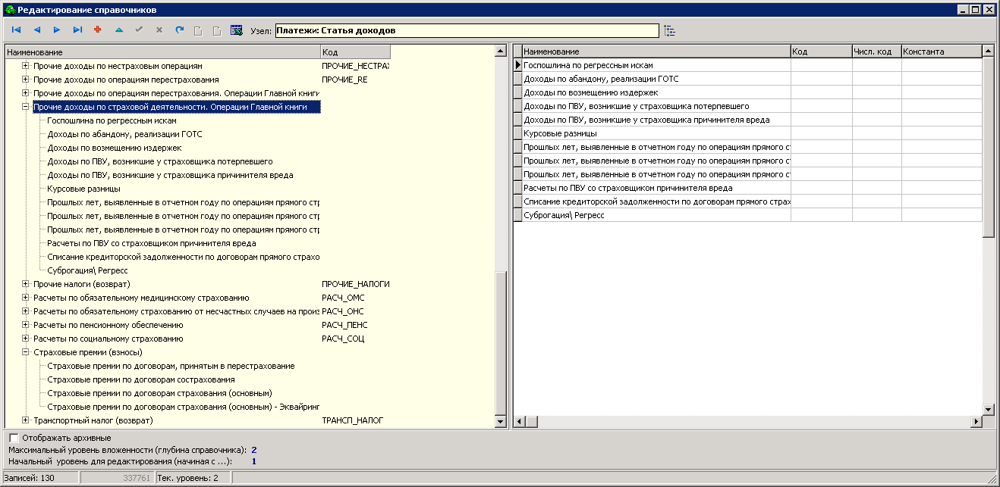 Редактирование справочников
Узел: Платежи: Статья доходов
Наименование Код
Прочие доходы по нестраховым операциям ПРОЧИЕ_НЕСТРАХ
Прочие доходы по операциям перестрахования ПРОЧИЕ_RE
Прочие доходы по операциям перестрахования. Операции Главной книги
Прочие доходы по страховой деятельности. Операции Главной книги
Госпошлина по регрессным искам
Доходы по абандону, реализации ГОТС
Доходы по возмещению издержек
Доходы по ПВУ, возникшие у страховщика потерпевшего
Доходы по ПВУ, возникшие у страховщика причинителя вреда
Курсовые разницы
Прошлых лет, выявленные в отчетном году по операциям прямого стр
Прошлых лет, выявленные в отчетном году по операциям прямого стр
Прошлых лет, выявленные в отчетном году по операциям прямого стр
Расчеты по ПВУ со страховщиком причинителя вреда
Списание кредиторской задолженности по договорам прямого страхо
Суброгация\ Регресс
Прочие налоги (возврат) ПРОЧИЕ_НАЛОГИ
Расчеты по обязательному медицинскому страхованию РАСЧ_ОМС
Расчеты по обязательному страхованию от несчастных случаев на произ РАСЧ_ОНС
Расчеты по пенсионному обеспечению РАСЧ_ПЕНС
Расчеты по социальному страхованию РАСЧ_СОЦ
Страховые премии (взносы)
Страховые премии по договорам, принятым в перестрахование
Страховые премии по договорам сострахования
Страховые премии по договорам страхования (основным)
Страховые премии по договорам страхования (основным) - Эквайринг
Транспортный налог (возврат) ТРАНСП_НАЛОГ
Наименование Код Числ. код Константа
Госпошлина по регрессным искам
Доходы по абандону, реализации ГОТС
Доходы по возмещению издержек
Доходы по ПВУ, возникшие у страховщика потерпевшего
Доходы по ПВУ, возникшие у страховщика причинителя вреда
Курсовые разницы
Прошлых лет, выявленные в отчетном году по операциям прямого ст
Прошлых лет, выявленные в отчетном году по операциям прямого ст
Прошлых лет, выявленные в отчетном году по операциям прямого ст
Расчеты по ПВУ со страховщиком причинителя вреда
Списание кредиторской задолженности по договорам прямого страх
Суброгация\ Регресс
Отображать архивные
Максимальный уровень вложенности (глубина справочника): 2
Начальный уровень для редактирования (начиная с ...): 1
Записей: 130 337761 Тек. уровень: 2